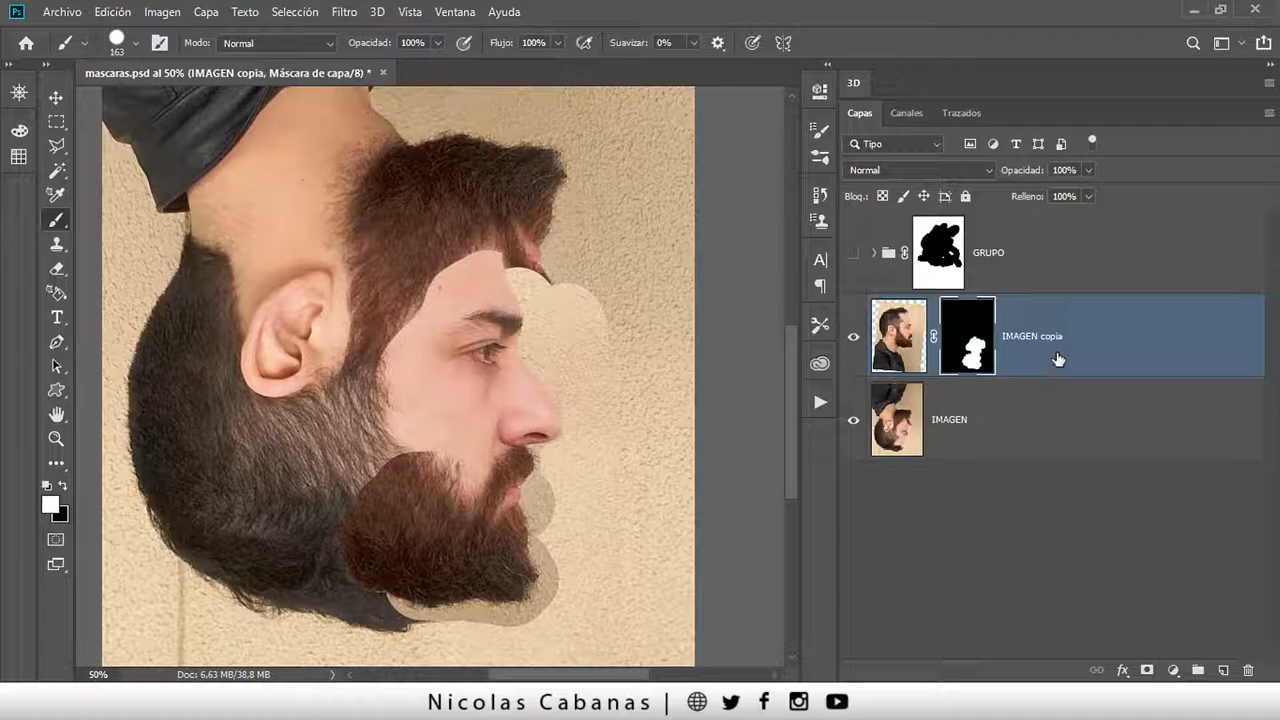 Ps Archivo Edición Imagen Capa Texto Selección Filtro 3D Vista Ventana Ayuda
163 Modo: Normal Opacidad: 100% Flujo: 100% Suavizar: 0%
mascaras.psd al 50% (IMAGEN copia, Máscara de capa/8) *
3D
Capas Canales Trazados
Tipo
Normal Opacidad: 100%
Bloq.: Relleno: 100%
GRUPO
IMAGEN copia
IMAGEN
50% Doc: 6,63 MB/38,8 MB
Nicolas Cabanas |